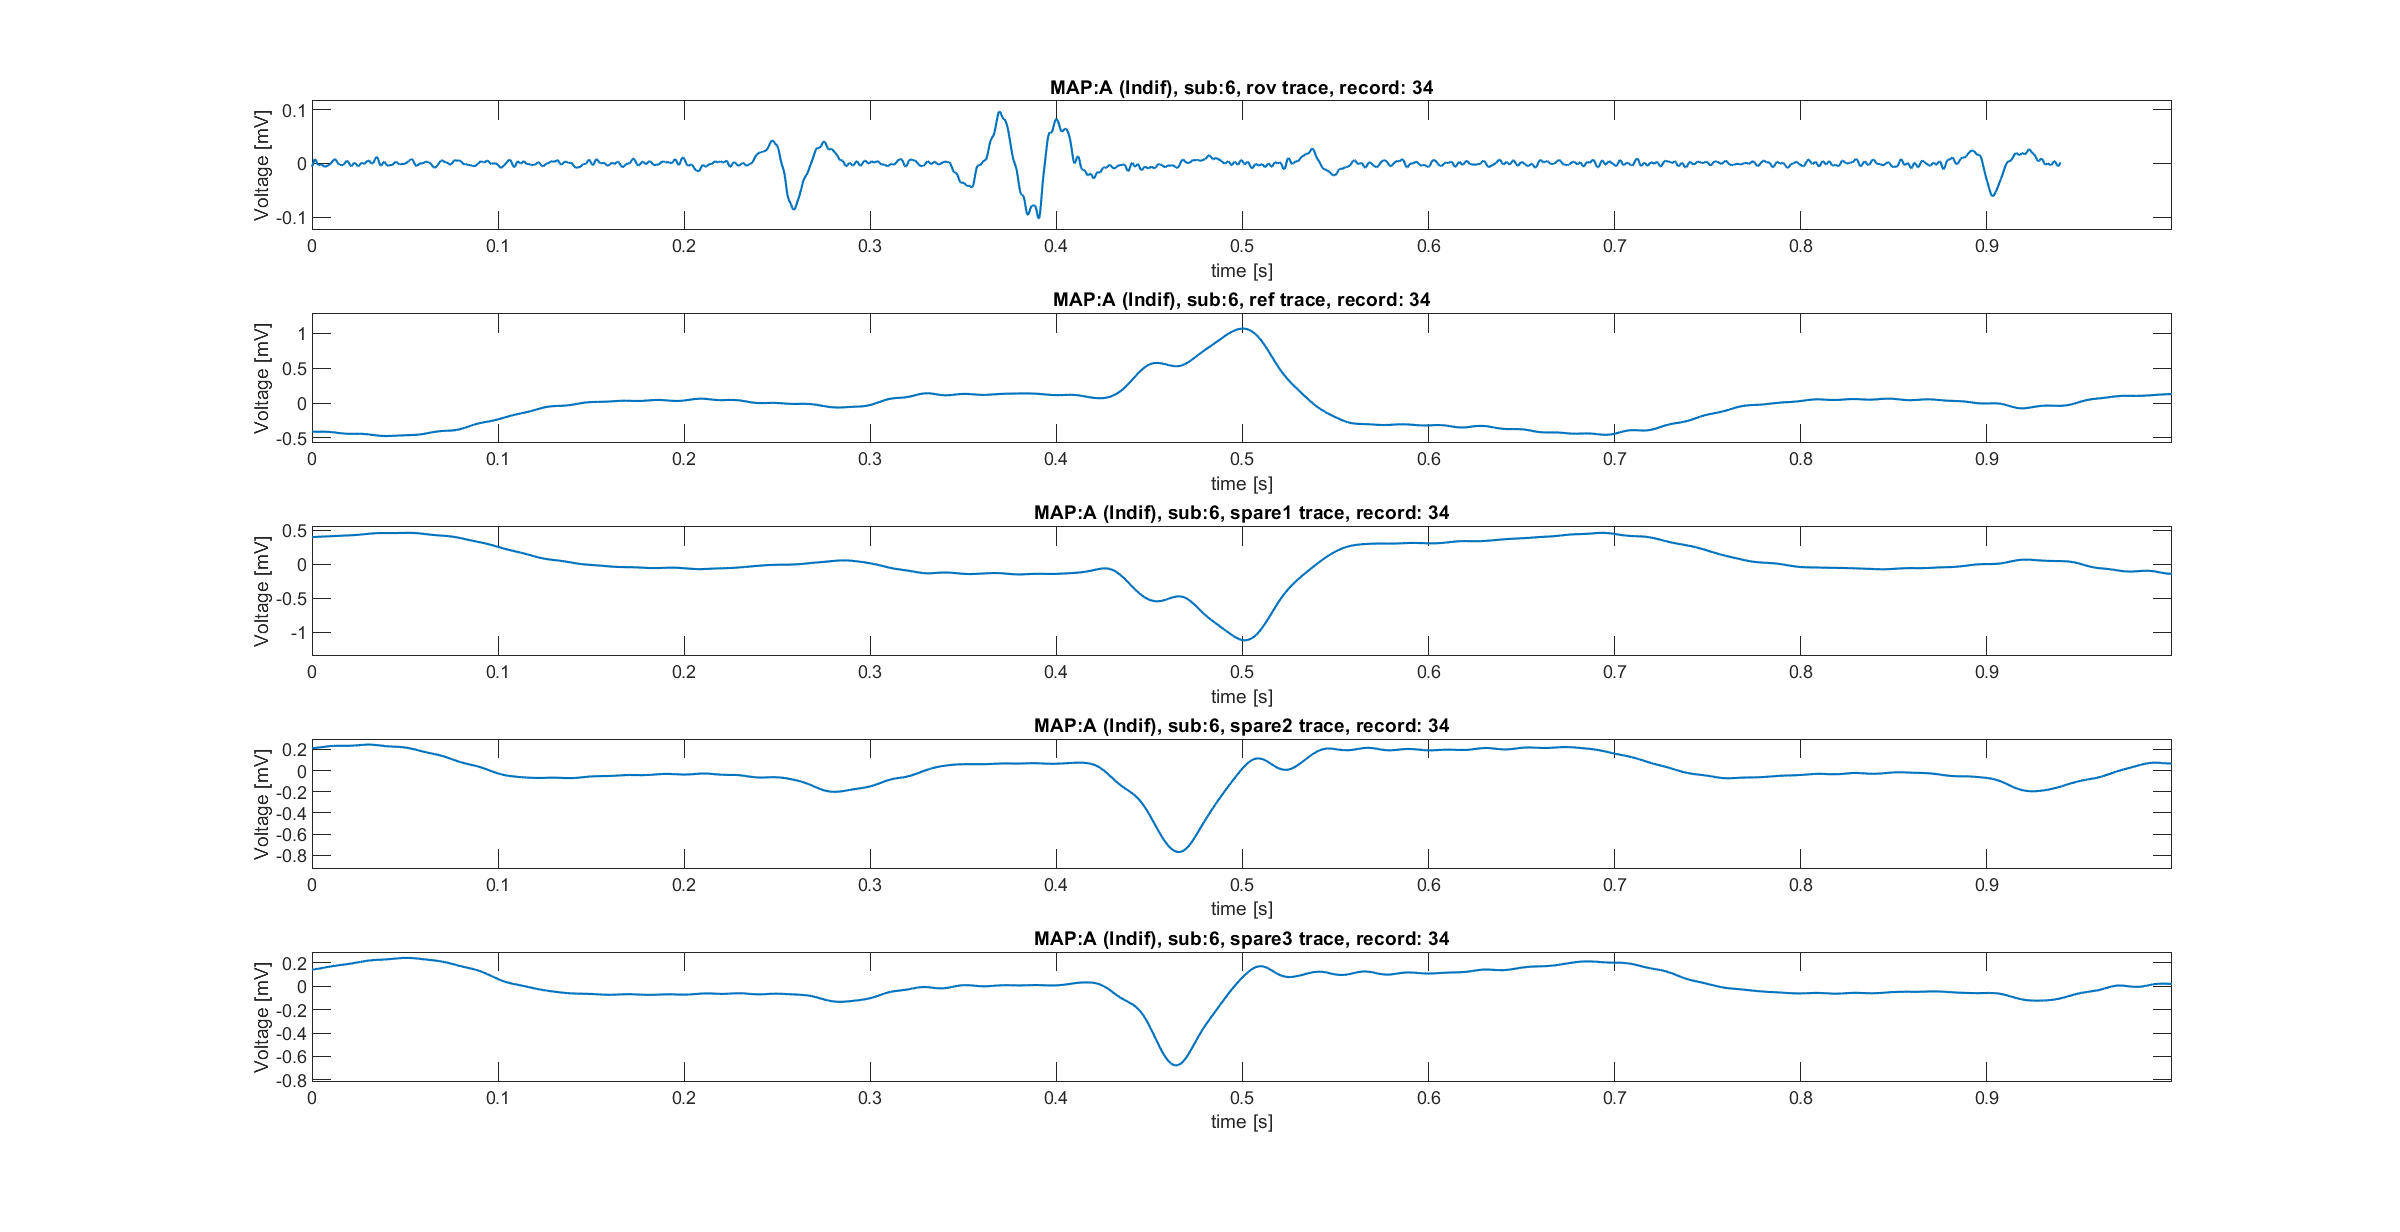 MAP:A (Indif), sub:6, rov trace, record: 34
Voltage [mV]
0.1
0
-0.1
0 0.1 0.2 0.3 0.4 0.5 0.6 0.7 0.8 0.9
time [s]
MAP:A (Indif), sub:6, ref trace, record: 34
Voltage [mV]
1
0.5
0
-0.5
0 0.1 0.2 0.3 0.4 0.5 0.6 0.7 0.8 0.9
time [s]
MAP:A (Indif), sub:6, spare1 trace, record: 34
Voltage [mV]
0.5
0
-0.5
-1
0 0.1 0.2 0.3 0.4 0.5 0.6 0.7 0.8 0.9
time [s]
MAP:A (Indif), sub:6, spare2 trace, record: 34
Voltage [mV]
0.2
0
-0.2
-0.4
-0.6
-0.8
0 0.1 0.2 0.3 0.4 0.5 0.6 0.7 0.8 0.9
time [s]
MAP:A (Indif), sub:6, spare3 trace, record: 34
Voltage [mV]
0.2
0
-0.2
-0.4
-0.6
-0.8
0 0.1 0.2 0.3 0.4 0.5 0.6 0.7 0.8 0.9
time [s]